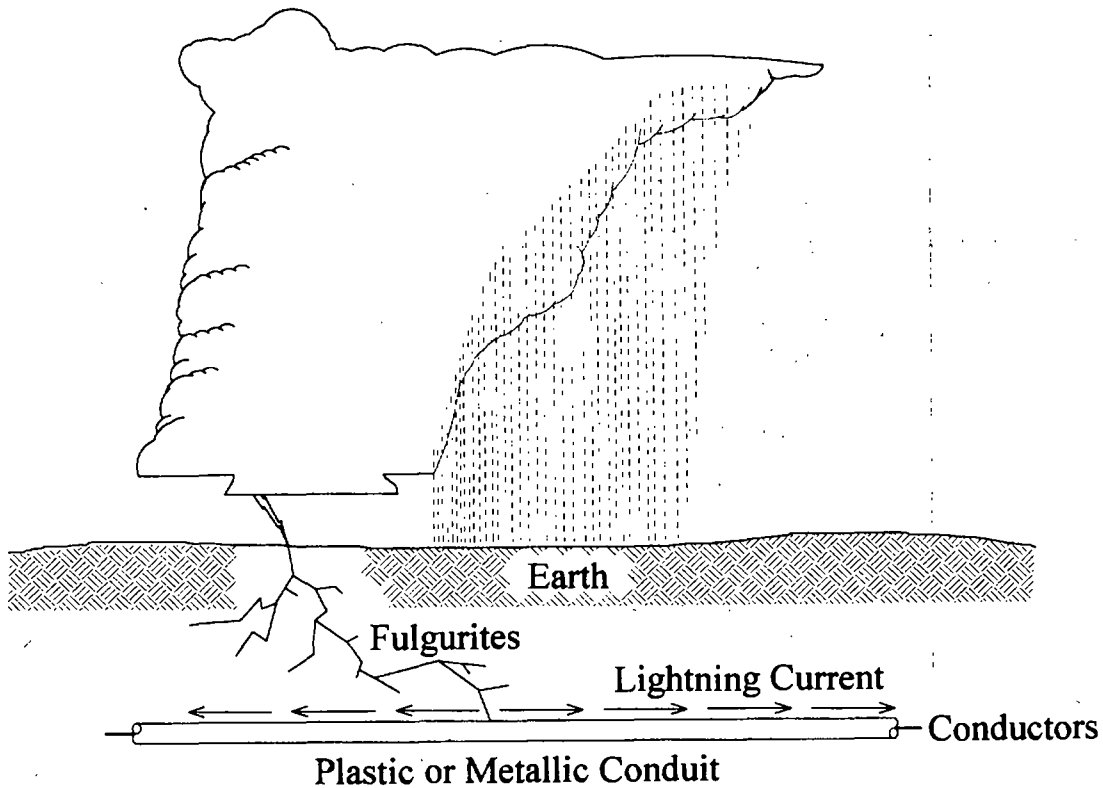 Earth
Fulgurites
Lightning Current
Conductors
Plastic or Metallic Conduit